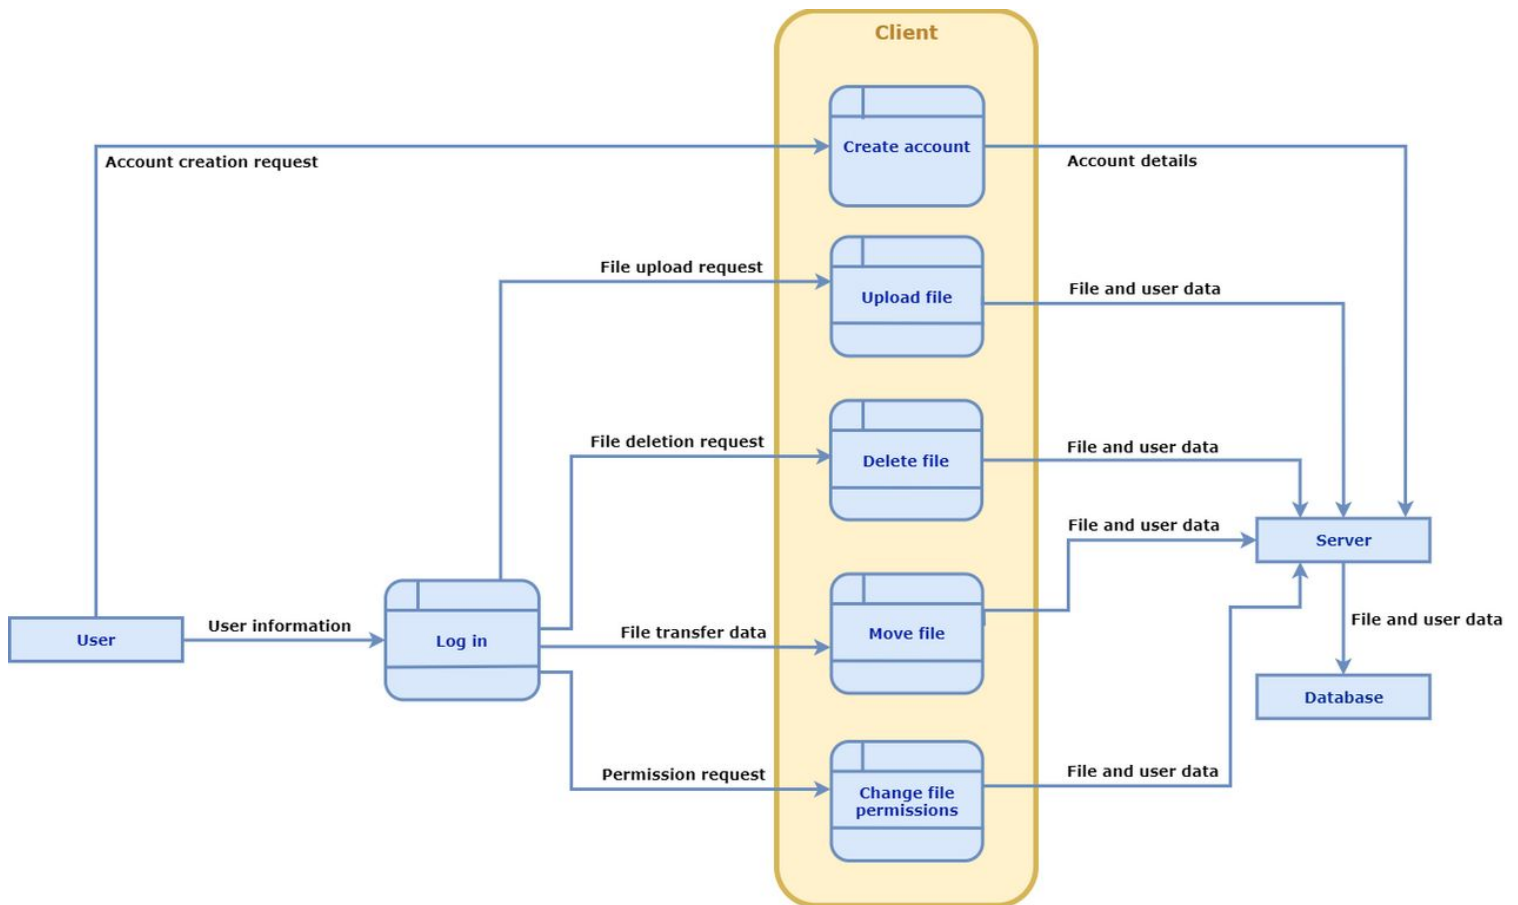 Client
Create account
Account creation request
Account details
File upload request
File and user data
Upload file
File deletion request
File and user data
Delete file
File and user data
Server
User information
File transfer data
Move file
File and user data
User
Log in
Database
Permission request
File and user data
Change file
permissions